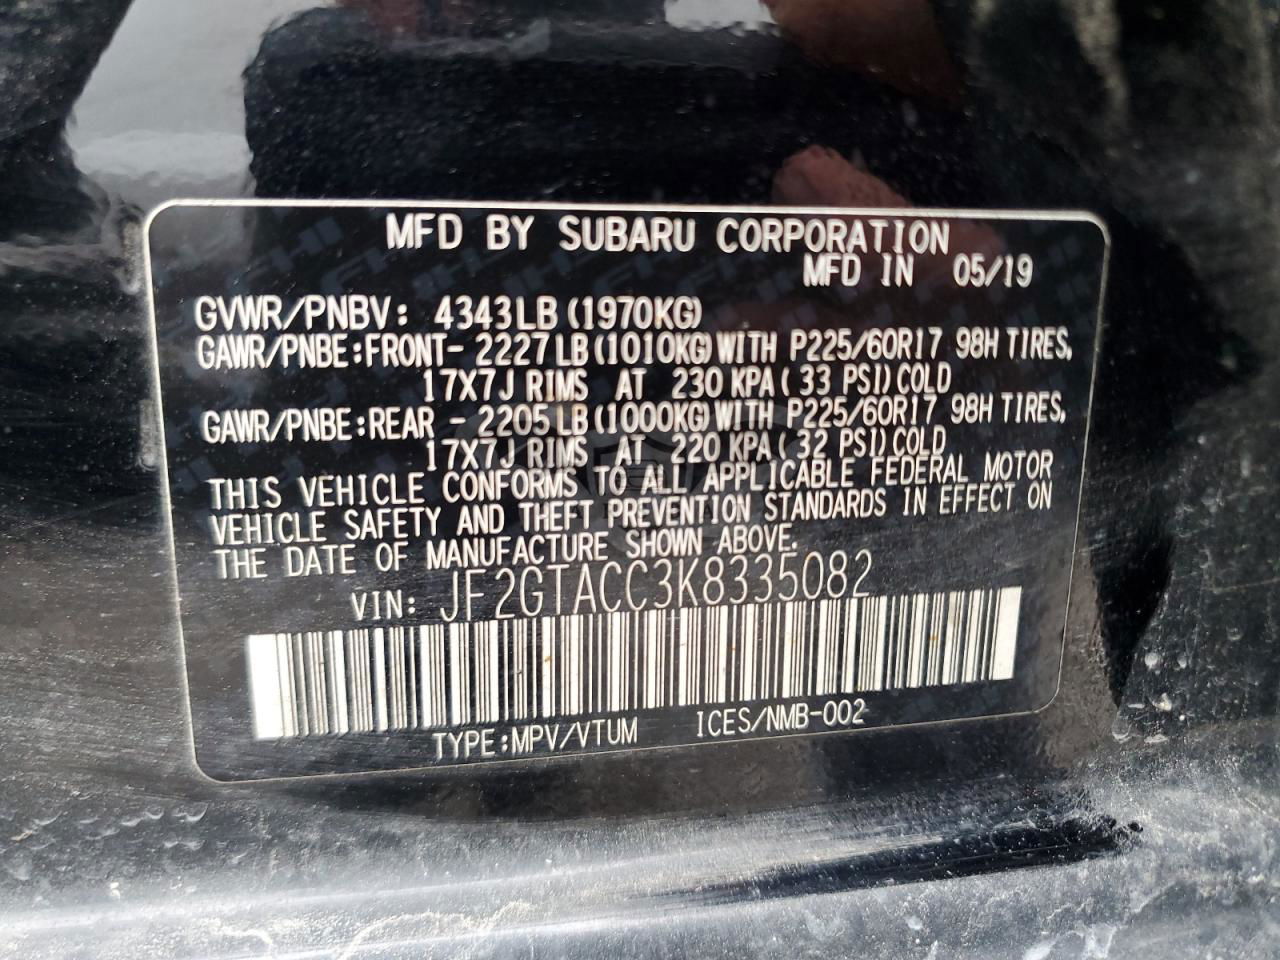 MFD BY SUBARU CORPORATION
MFD IN 05/19
GVWR/PNBV: 4343LB (1970KG)
GAWR/PNBE:FRONT- 2227 LB(1010KG)WITH P225/60R17 98H TIRES,
17X7J RIMS AT 230 KPA( 33 PSI)COLD
GAWR/PNBE:REAR - 2205 LB(1000KG)WITH P225/60R17 98H TIRES,
17X7J RIMS AT 220 KPA( 32 PSI)COLD
THIS VEHICLE CONFORMS TO ALL APPLICABLE FEDERAL MOTOR
VEHICLE SAFETY AND THEFT PREVENTION STANDARDS IN EFFECT ON
THE DATE OF MANUFACTURE SHOWN ABOVE.
VIN: JF2GTACC3K8335082
TYPE:MPV/VTUM ICES/NMB-002